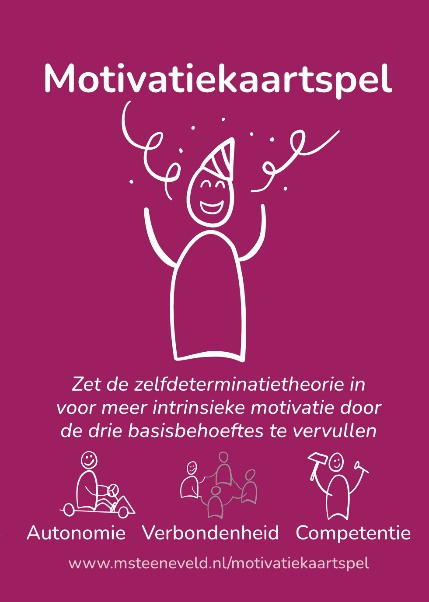 Motivatiekaartspel
Zet de zelfdeterminatietheorie in
voor meer intrinsieke motivatie door
de drie basisbehoeftes te vervullen
Autonomie Verbondenheid Competentie
www.msteeneveld.nl/motivatiekaartspel